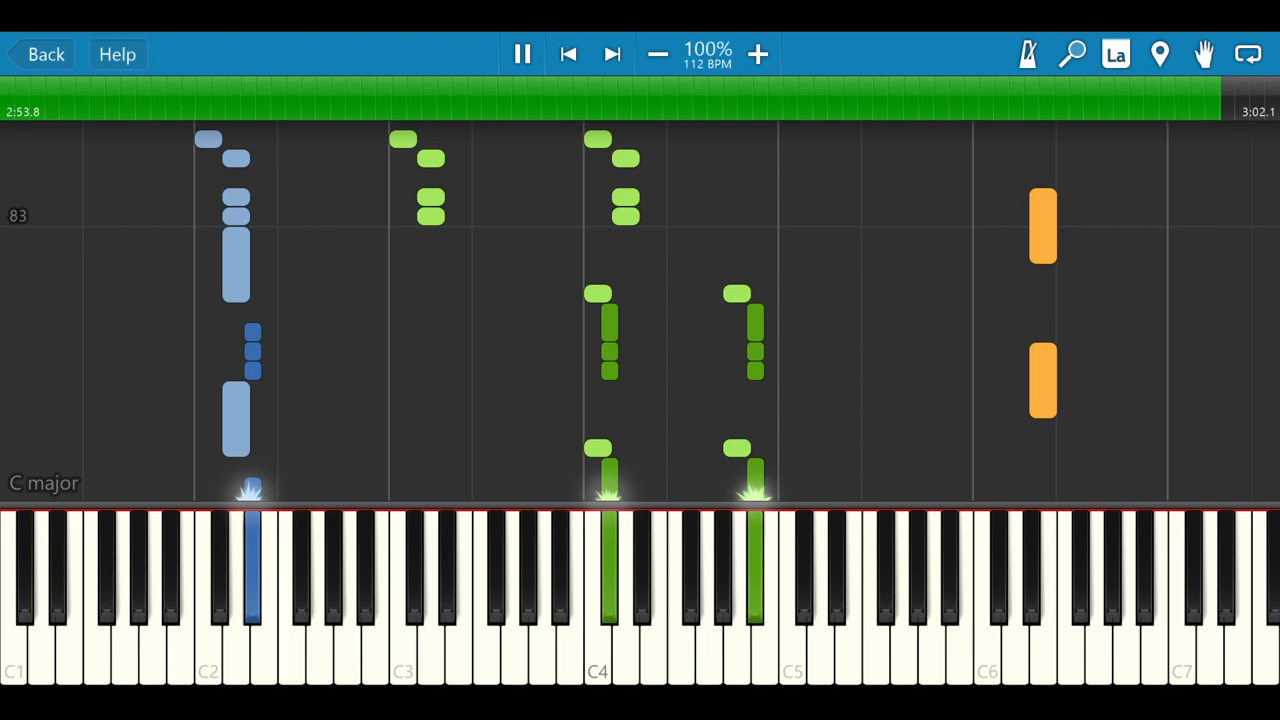 Back
Help
100%
112 BPM
La
2:53.8
3:02.1
83
C major
C1
C2
C3
C4
C5
C6
C7